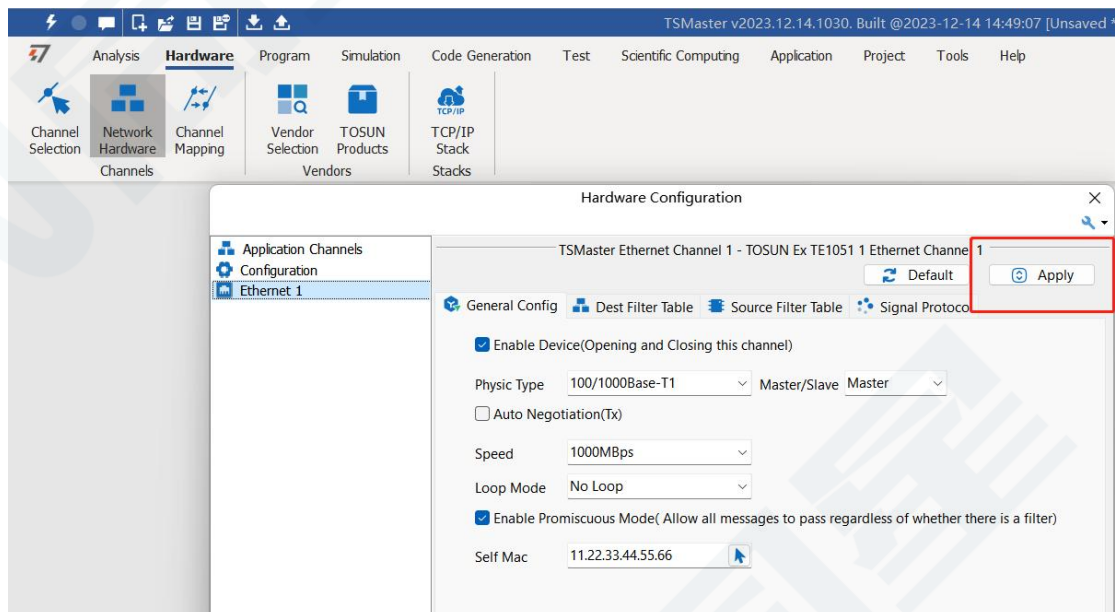 TSMaster v2023.12.14.1030. Built @2023-12-14 14:49:07 [Unsaved *
Analysis Hardware Program Simulation Code Generation Test Scientific Computing Application Project Tools Help
TCP/IP
Channel Selection
Network Hardware
Channel Mapping
Vendor Selection
TOSUN Products
TCP/IP Stack
Channels Vendors Stacks
Hardware Configuration
Application Channels
Configuration
Ethernet 1
TSMaster Ethernet Channel 1 - TOSUN Ex TE1051 1 Ethernet Channel 1
Default Apply
General Config Dest Filter Table Source Filter Table Signal Protoco
Enable Device(Opening and Closing this channel)
Physic Type 100/1000Base-T1 Master/Slave Master
Auto Negotiation(Tx)
Speed 1000MBps
Loop Mode No Loop
Enable Promiscuous Mode( Allow all messages to pass regardless of whether there is a filter)
Self Mac 11.22.33.44.55.66